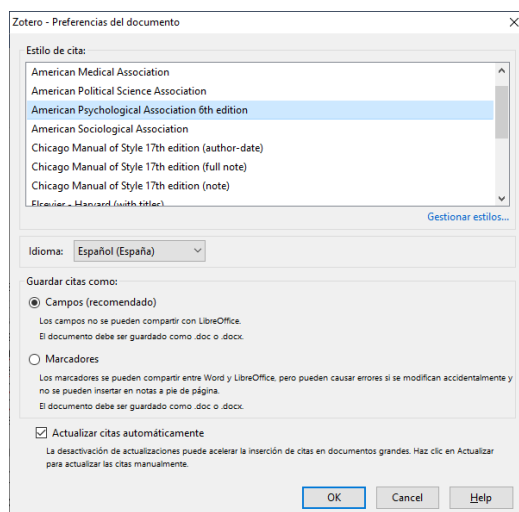 Zotero - Preferencias del documento
Estilo de cita:
American Medical Association
American Political Science Association
American Psychological Association 6th edition
American Sociological Association
Chicago Manual of Style 17th edition (author-date)
Chicago Manual of Style 17th edition (full note)
Chicago Manual of Style 17th edition (note)
Elsevier - Harvard (with titles)
Gestionar estilos...
Idioma: Español (España)
Guardar citas como:
Campos (recomendado)
Los campos no se pueden compartir con LibreOffice.
El documento debe ser guardado como .doc o .docx.
Marcadores
Los marcadores se pueden compartir entre Word y LibreOffice, pero pueden causar errores si se modifican accidentalmente y
no se pueden insertar en notas a pie de página.
El documento debe ser guardado como .doc o .docx.
Actualizar citas automáticamente
La desactivación de actualizaciones puede acelerar la inserción de citas en documentos grandes. Haz clic en Actualizar
para actualizar las citas manualmente.
OK Cancel Help